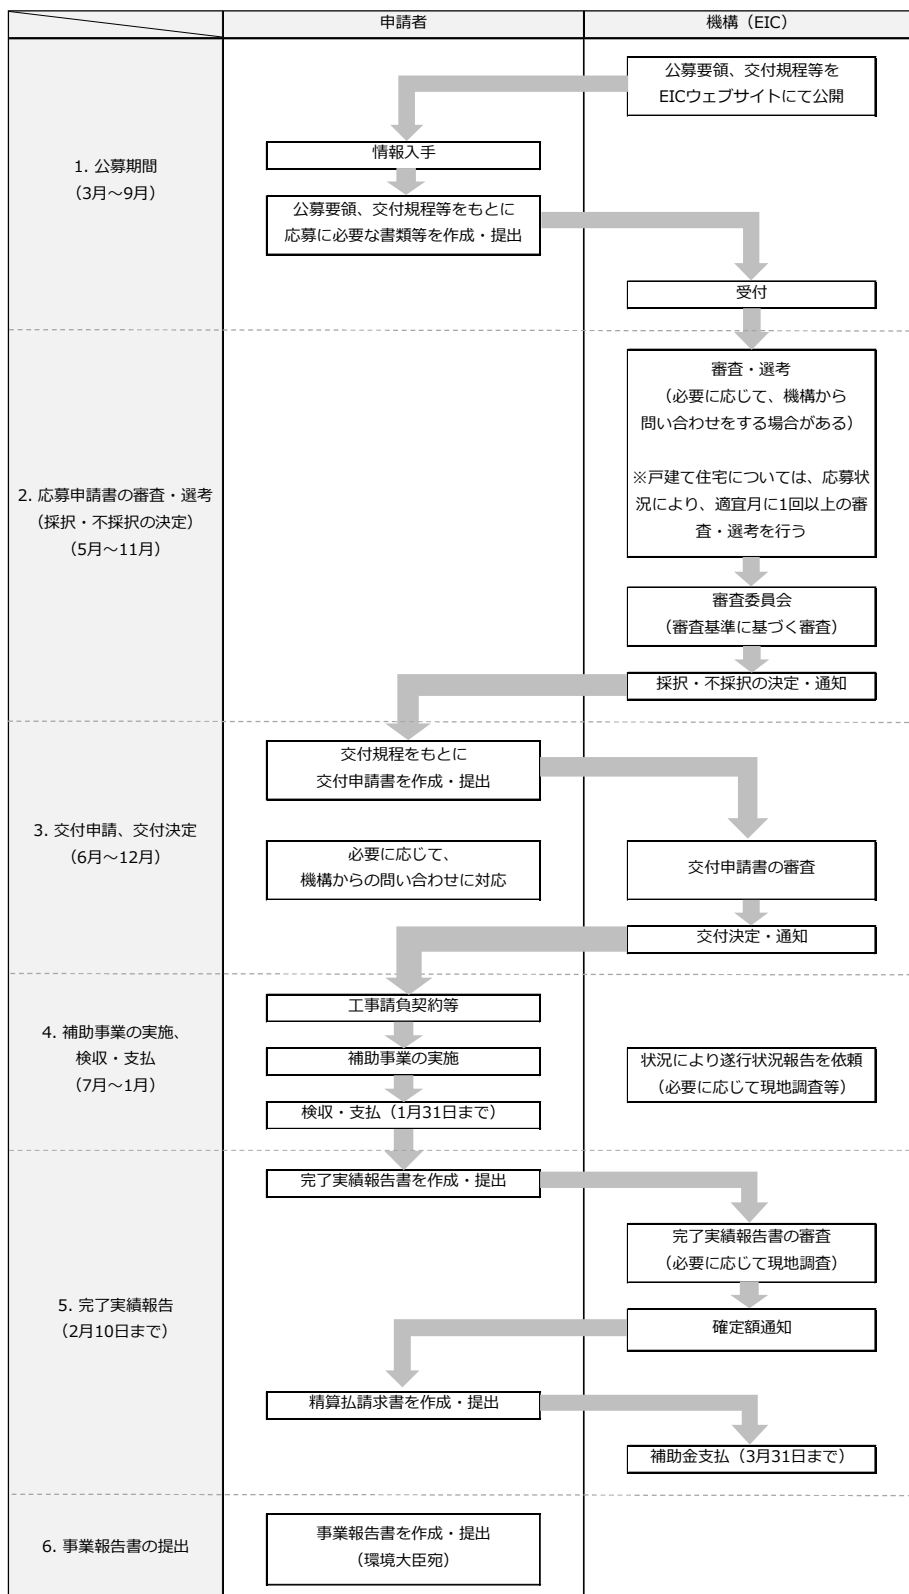 申請者
機構（EIC）
1. 公募期間
（3月～9月）
公募要領、交付規程等を
EICウェブサイトにて公開
情報入手
公募要領、交付規程等をもとに
応募に必要な書類等を作成・提出
受付
2. 応募申請書の審査・選考
（採択・不採択の決定）
（5月～11月）
審査・選考
（必要に応じて、機構から
問い合わせをする場合がある）
※戸建て住宅については、応募状
況により、適宜月に1回以上の審
査・選考を行う
審査委員会
（審査基準に基づく審査）
採択・不採択の決定・通知
3. 交付申請、交付決定
（6月～12月）
交付規程をもとに
交付申請書を作成・提出
必要に応じて、
機構からの問い合わせに対応
交付申請書の審査
交付決定・通知
4. 補助事業の実施、
検収・支払
（7月～1月）
工事請負契約等
補助事業の実施
検収・支払（1月31日まで）
状況により遂行状況報告を依頼
（必要に応じて現地調査等）
5. 完了実績報告
（2月10日まで）
完了実績報告書を作成・提出
完了実績報告書の審査
（必要に応じて現地調査）
確定額通知
精算払請求書を作成・提出
補助金支払（3月31日まで）
6. 事業報告書の提出
事業報告書を作成・提出
（環境大臣宛）